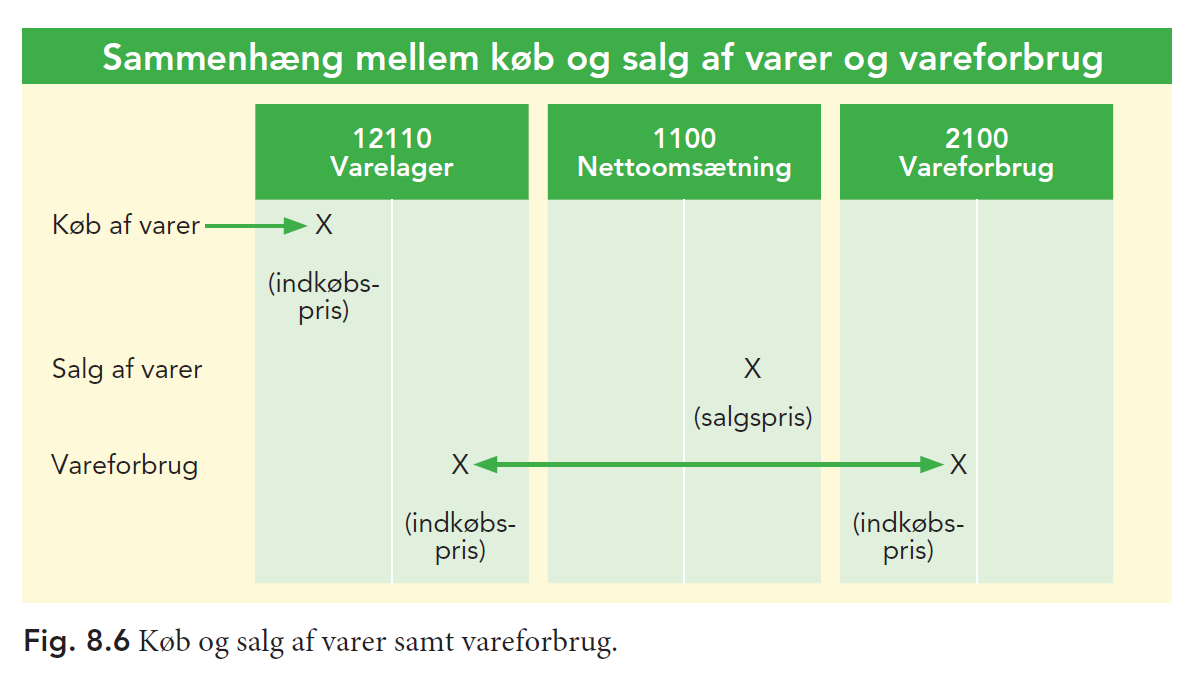 Sammenhæng mellem køb og salg af varer og vareforbrug
12110
Varelager
1100
Nettoomsætning
2100
Vareforbrug
Køb af varer
X
(indkøbs-
pris)
Salg af varer
X
(salgspris)
Vareforbrug
X
X
(indkøbs-
pris)
(indkøbs-
pris)
Fig. 8.6 Køb og salg af varer samt vareforbrug.